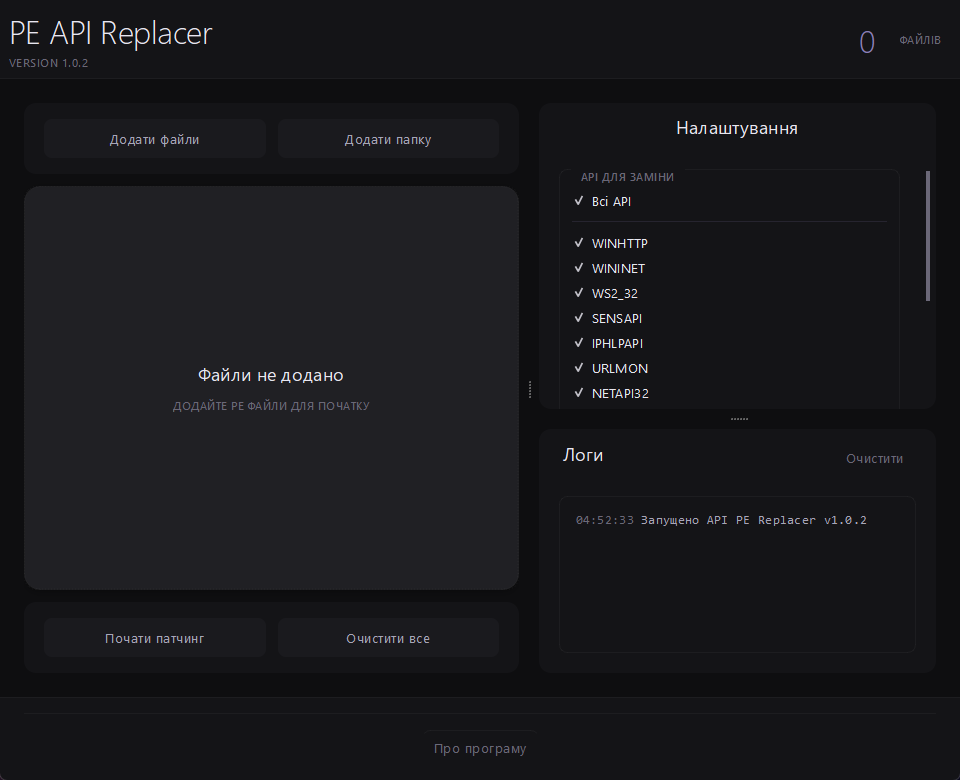 PE API Replacer
VERSION 1.0.2
0 ФАЙЛІВ
Додати файли
Додати папку
Файли не додано
ДОДАЙТЕ PE ФАЙЛИ ДЛЯ ПОЧАТКУ
Почати патчинг
Очистити все
Налаштування
API ДЛЯ ЗАМІНИ
Всі API
WINHTTP
WININET
WS2_32
SENSAPI
IPHLPAPI
URLMON
NETAPI32
Логи
Очистити
04:52:33 Запущено API PE Replacer v1.0.2
Про програму